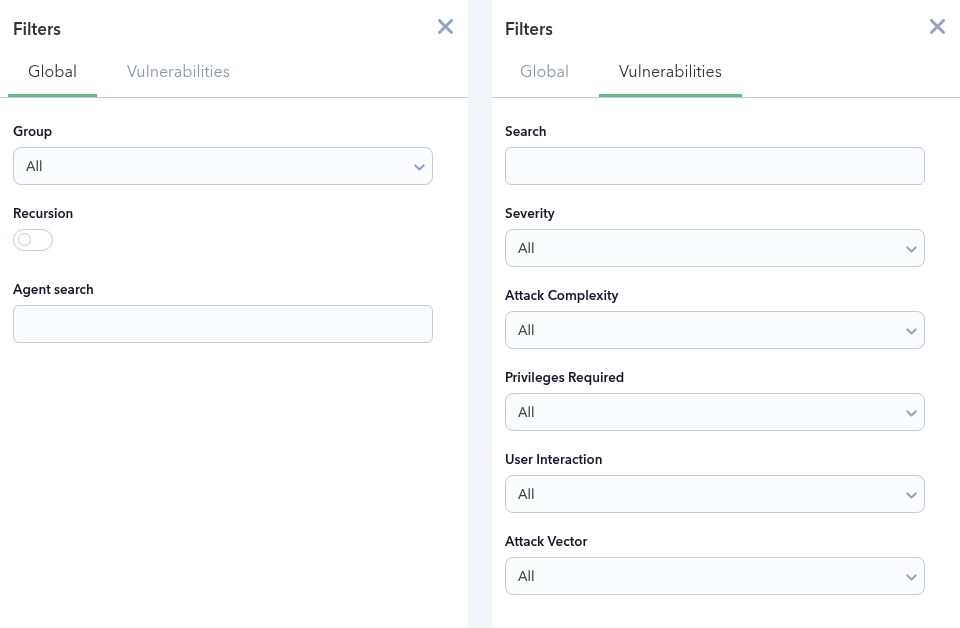 Filters
Global Vulnerabilities
Group
All
Recursion
Agent search
Filters
Global Vulnerabilities
Search
Severity
All
Attack Complexity
All
Privileges Required
All
User Interaction
All
Attack Vector
All